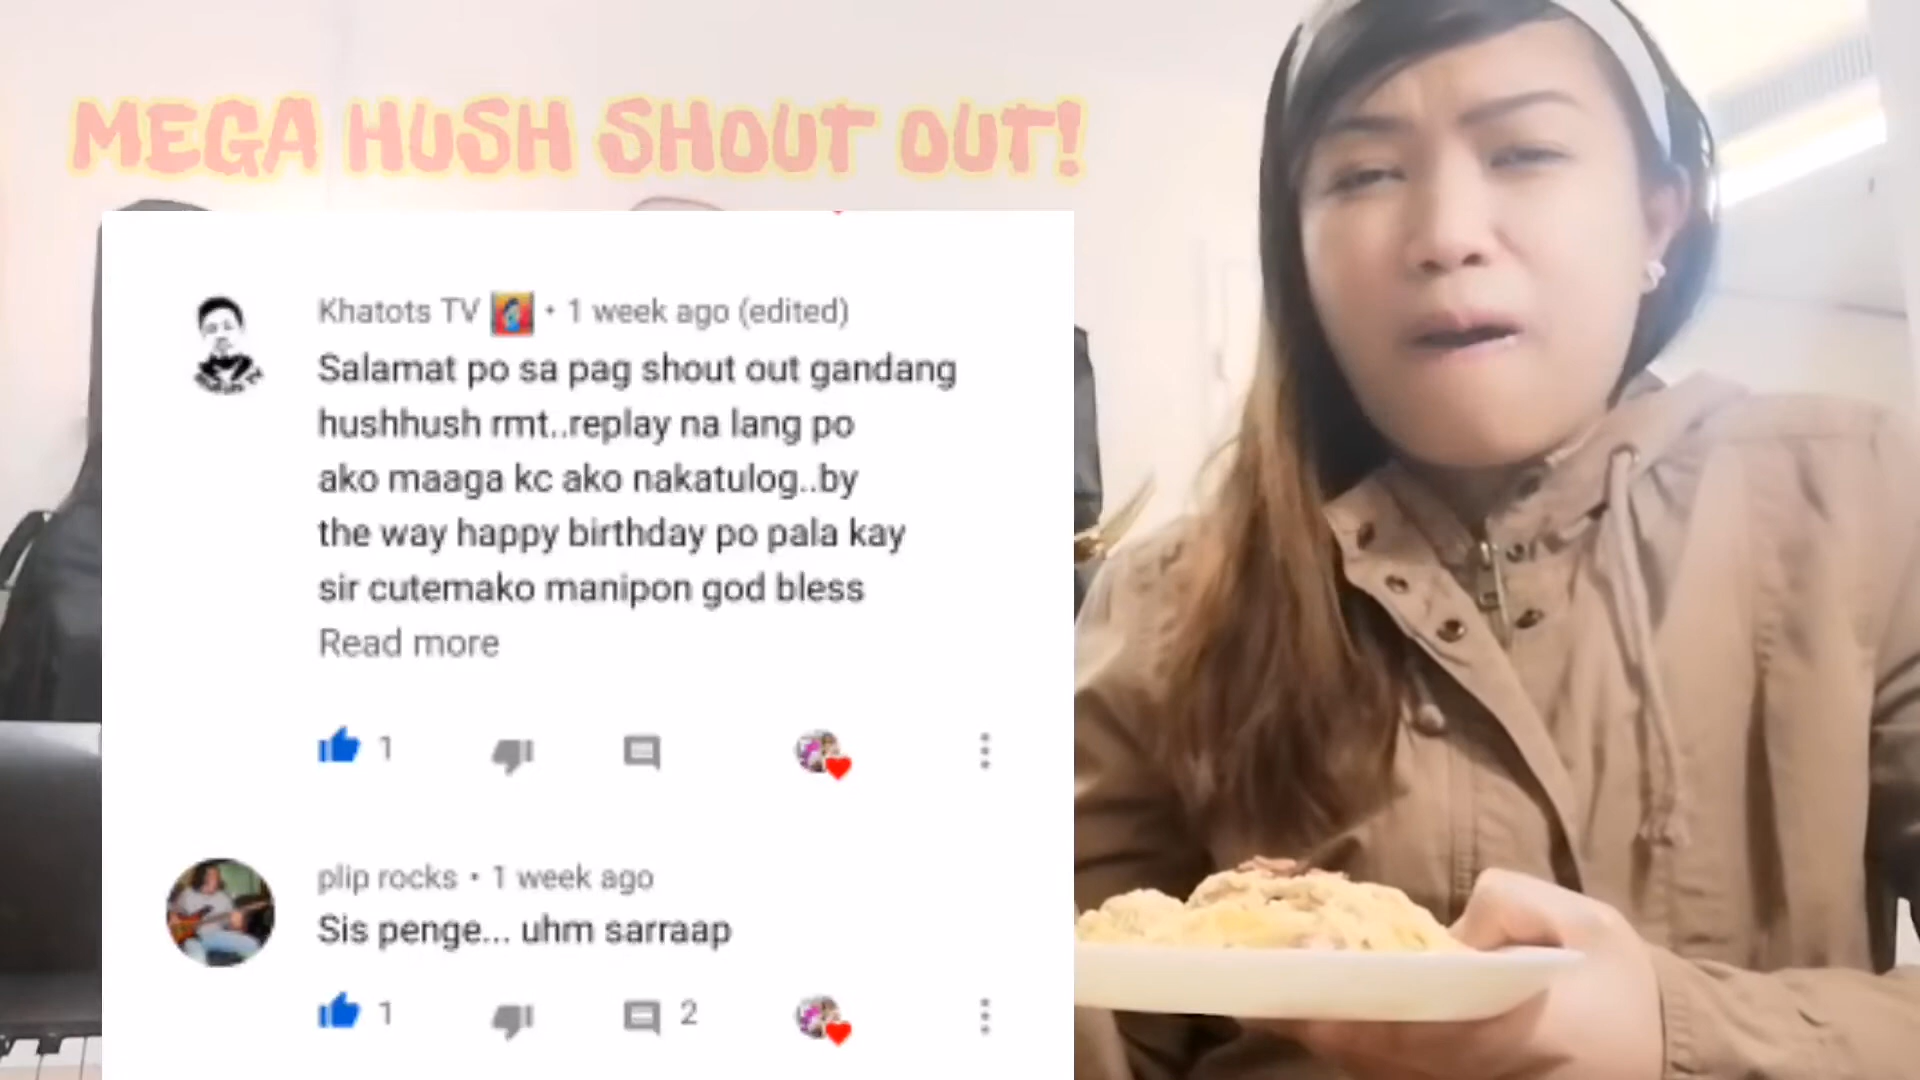 MEGA HUSH SHOUT OUT!
Khatots TV • 1 week ago (edited)
Salamat po sa pag shout out gandang
hushhush rmt..replay na lang po
ako maaga kc ako nakatulog..by
the way happy birthday po pala kay
sir cutemako manipon god bless
Read more
1
plip rocks • 1 week ago
Sis penge... uhm sarraap
1
2